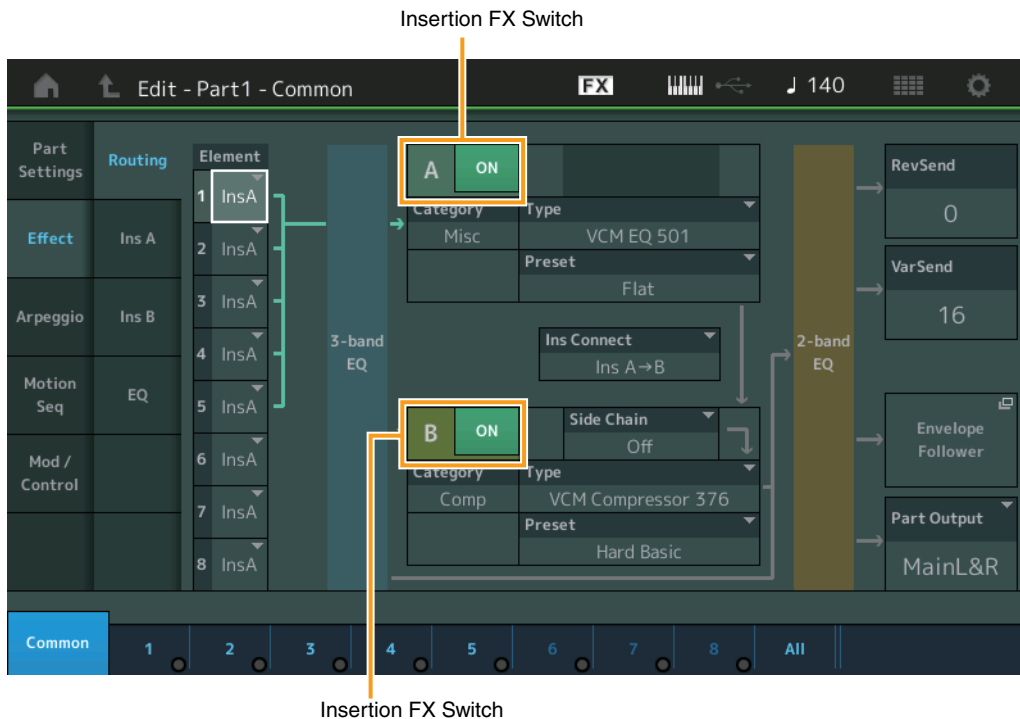 Insertion FX Switch
Edit - Part1 - Common
FX
140
Part
Settings
Effect
Arpeggio
Motion
Seq
Mod /
Control
Routing
Ins A
Ins B
EQ
Element
1 InsA
2 InsA
3 InsA
4 InsA
5 InsA
6 InsA
7 InsA
8 InsA
3-band
EQ
A ON
Category Type
Misc VCM EQ 501
Preset
Flat
Ins Connect
Ins A→B
B ON
Side Chain
Off
Category Type
Comp VCM Compressor 376
Preset
Hard Basic
2-band
EQ
RevSend
0
VarSend
16
Envelope
Follower
Part Output
MainL&R
Common 1 2 3 4 5 6 7 8 All
Insertion FX Switch